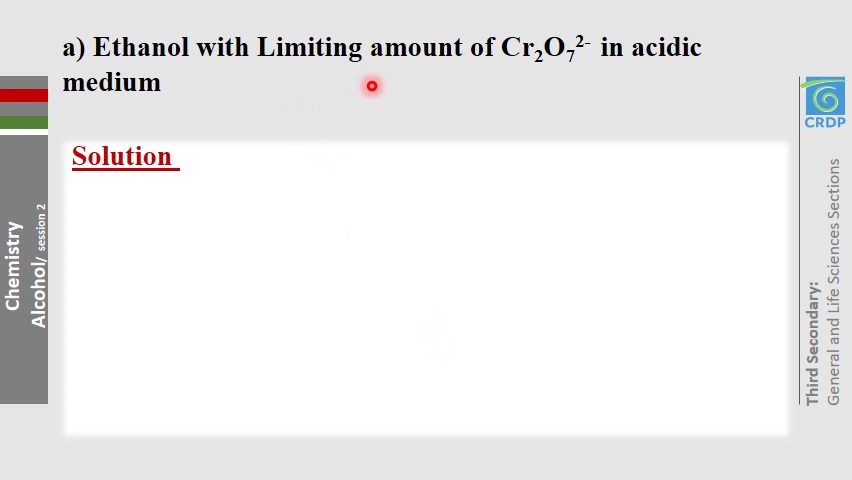 a) Ethanol with Limiting amount of Cr₂O₇²⁻ in acidic
medium
Solution
Chemistry
Alcohol/ session 2
CRDP
Third Secondary:
General and Life Sciences Sections